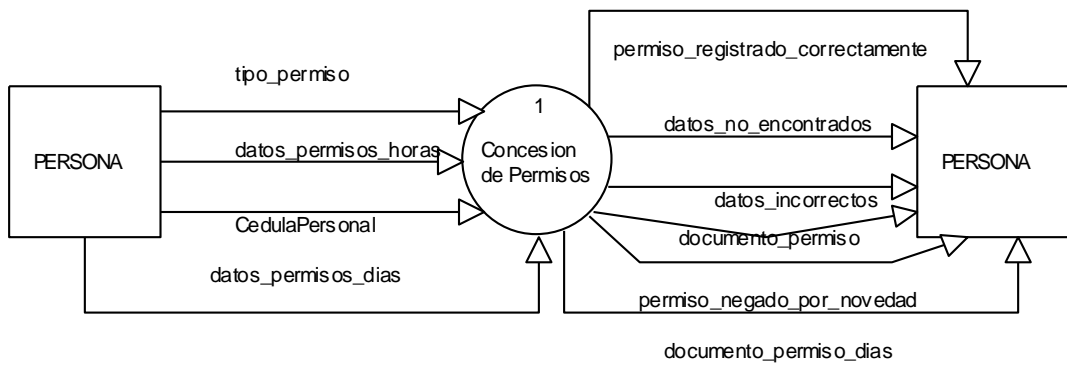 permiso_registrado_correctamente
tipo_permiso
1
datos_no_encontrados
PERSONA
datos_permisos_horas
Concesion
de Permisos
PERSONA
datos_incorrectos
CedulaPersonal
documento_permiso
datos_permisos_dias
permiso_negado_por_novedad
documento_permiso_dias